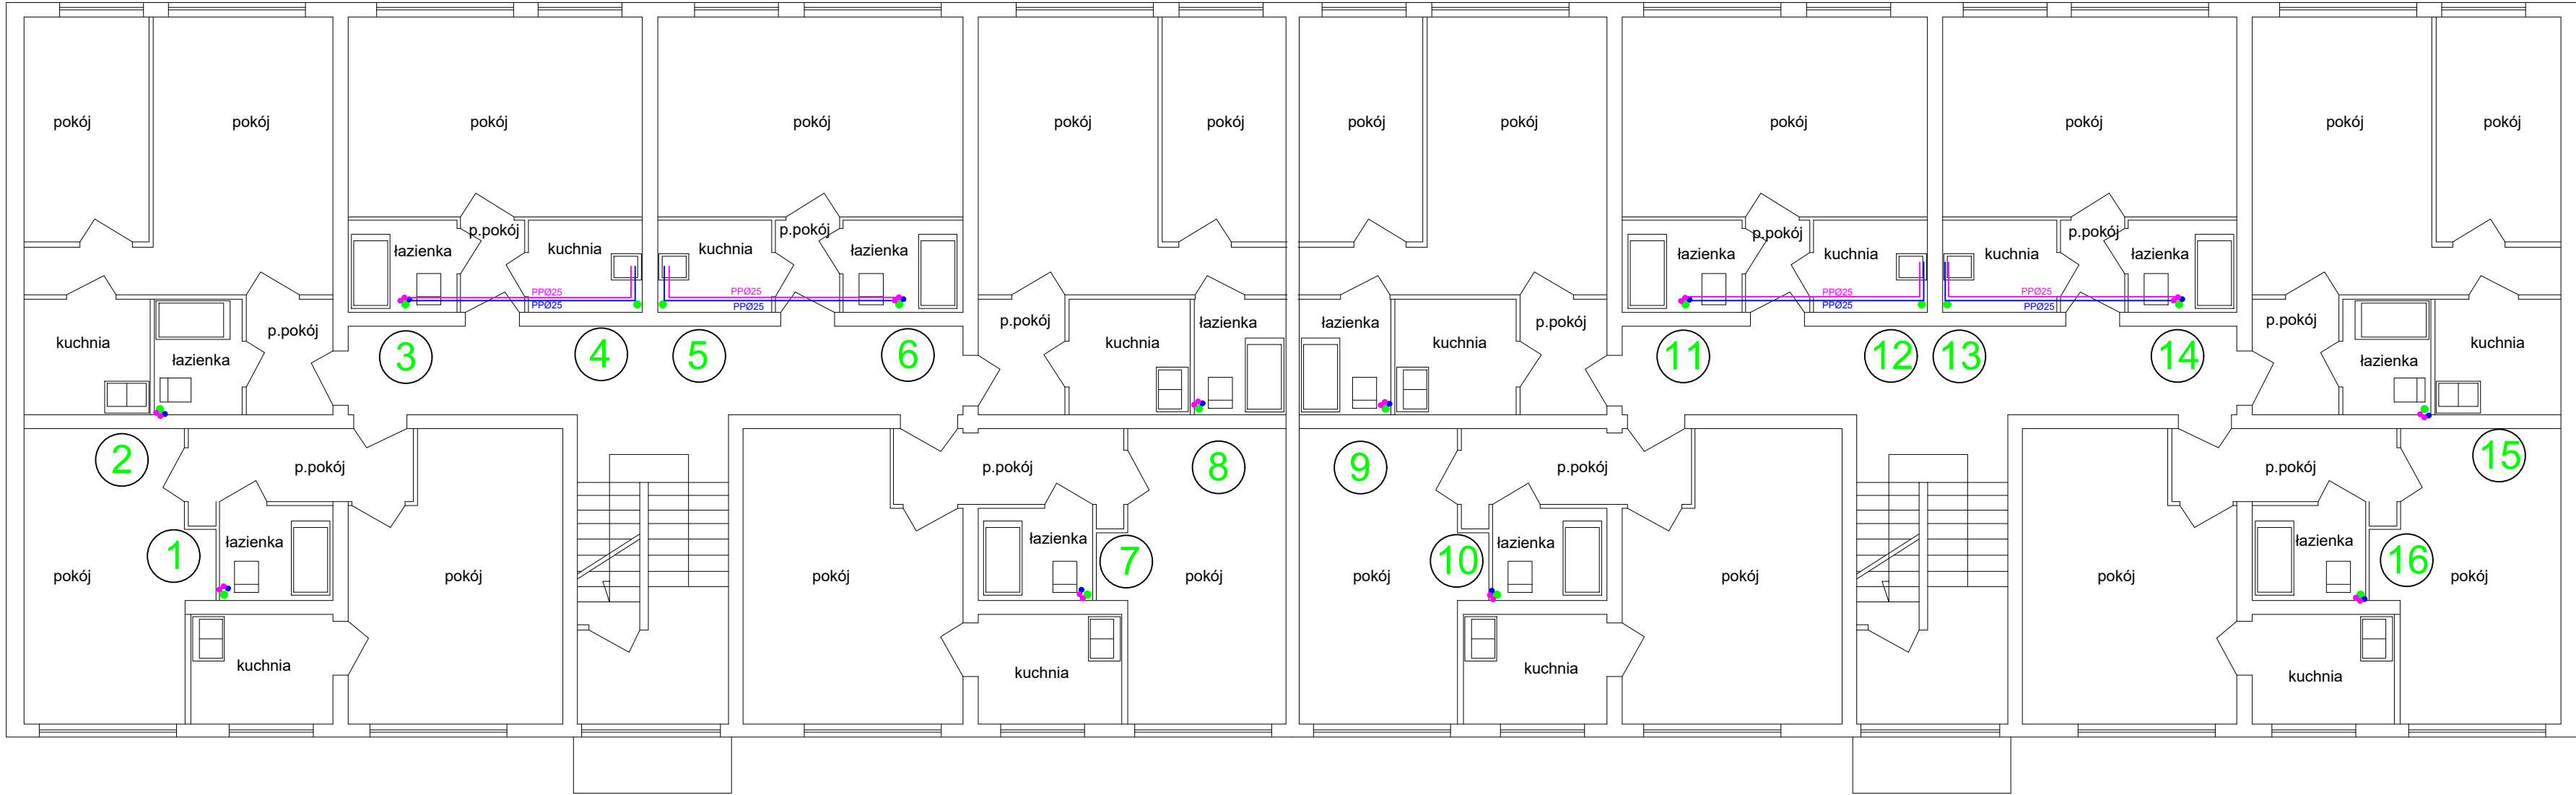 pokój
pokój
pokój
pokój
pokój
pokój
pokój
pokój
pokój
pokój
pokój
pokój
łazienka
p.pokój
kuchnia
kuchnia
p.pokój
łazienka
łazienka
p.pokój
kuchnia
kuchnia
p.pokój
łazienka
PPØ25
PPØ25
PPØ25
PPØ25
PPØ25
PPØ25
PPØ25
PPØ25
kuchnia
łazienka
p.pokój
p.pokój
kuchnia
łazienka
łazienka
kuchnia
p.pokój
p.pokój
łazienka
kuchnia
3
4
5
6
11
12
13
14
2
p.pokój
p.pokój
8
9
p.pokój
p.pokój
15
1
łazienka
łazienka
7
10
łazienka
łazienka
16
pokój
pokój
pokój
pokój
pokój
pokój
pokój
pokój
kuchnia
kuchnia
kuchnia
kuchnia